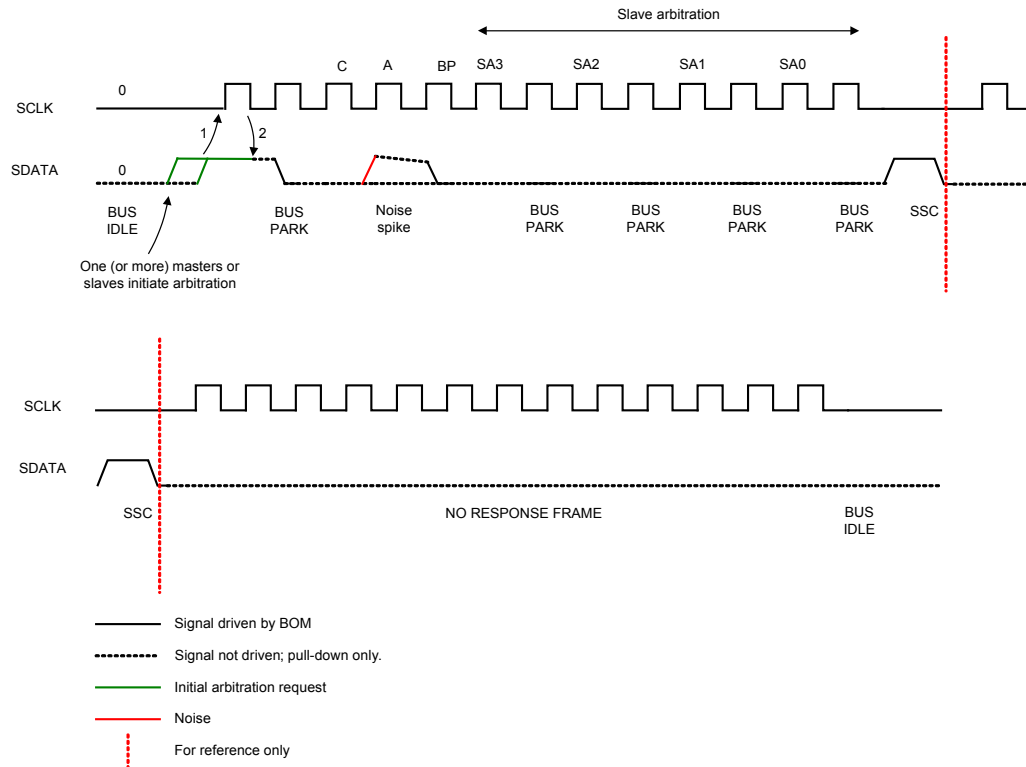 Slave arbitration
C A BP SA3 SA2 SA1 SA0
0
SCLK
1 2
SDATA
0
BUS
IDLE
BUS
PARK
Noise
spike
BUS
PARK
BUS
PARK
BUS
PARK
BUS
PARK
SSC
One (or more) masters or
slaves initiate arbitration
SCLK
SDATA
SSC
NO RESPONSE FRAME
BUS
IDLE
Signal driven by BOM
Signal not driven; pull-down only.
Initial arbitration request
Noise
For reference only